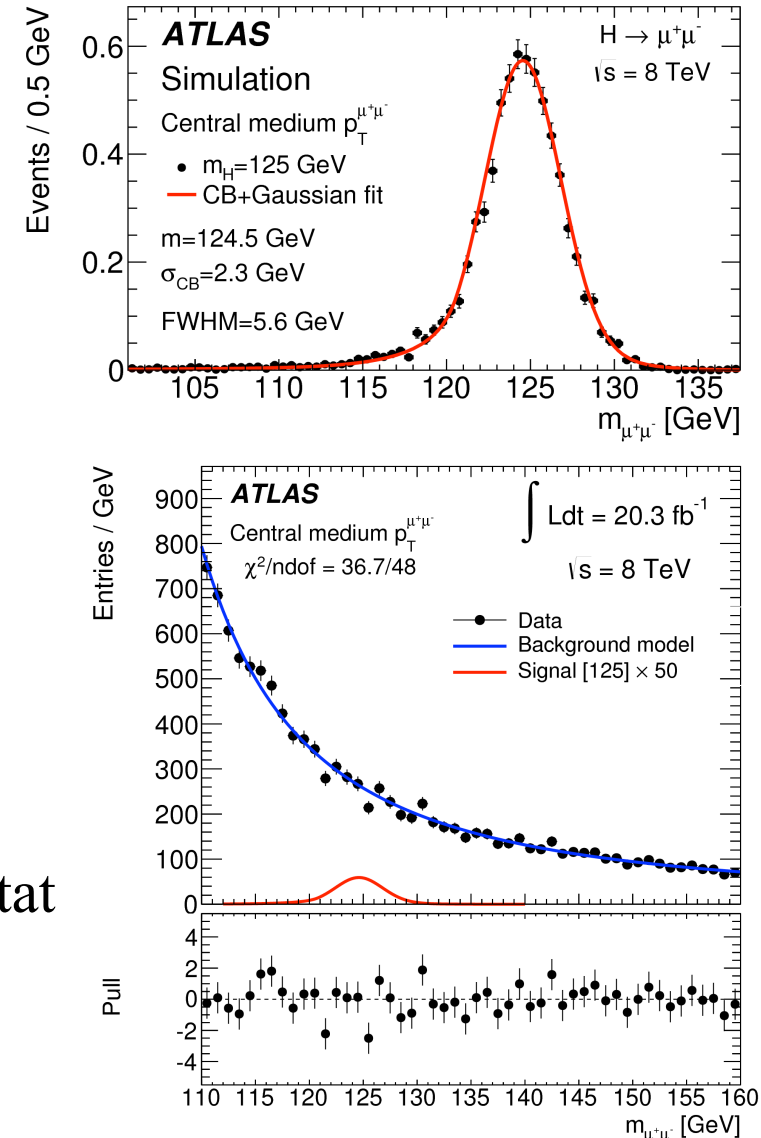 Events / 0.5 GeV
0.6
0.4
0.2
0
ATLAS
Simulation
Central medium p_T^{μ⁺μ⁻}
m_H=125 GeV
CB+Gaussian fit
m=124.5 GeV
σ_CB=2.3 GeV
FWHM=5.6 GeV
H → μ⁺μ⁻
√s = 8 TeV
105 110 115 120 125 130 135
m_{μ⁺μ⁻} [GeV]
Entries / GeV
900
800
700
600
500
400
300
200
100
0
ATLAS
Central medium p_T^{μ⁺μ⁻}
χ²/ndof = 36.7/48
∫ Ldt = 20.3 fb⁻¹
√s = 8 TeV
Data
Background model
Signal [125] × 50
tat
Pull
4
2
0
-2
-4
110 115 120 125 130 135 140 145 150 155 160
m_{μ⁺μ⁻} [GeV]